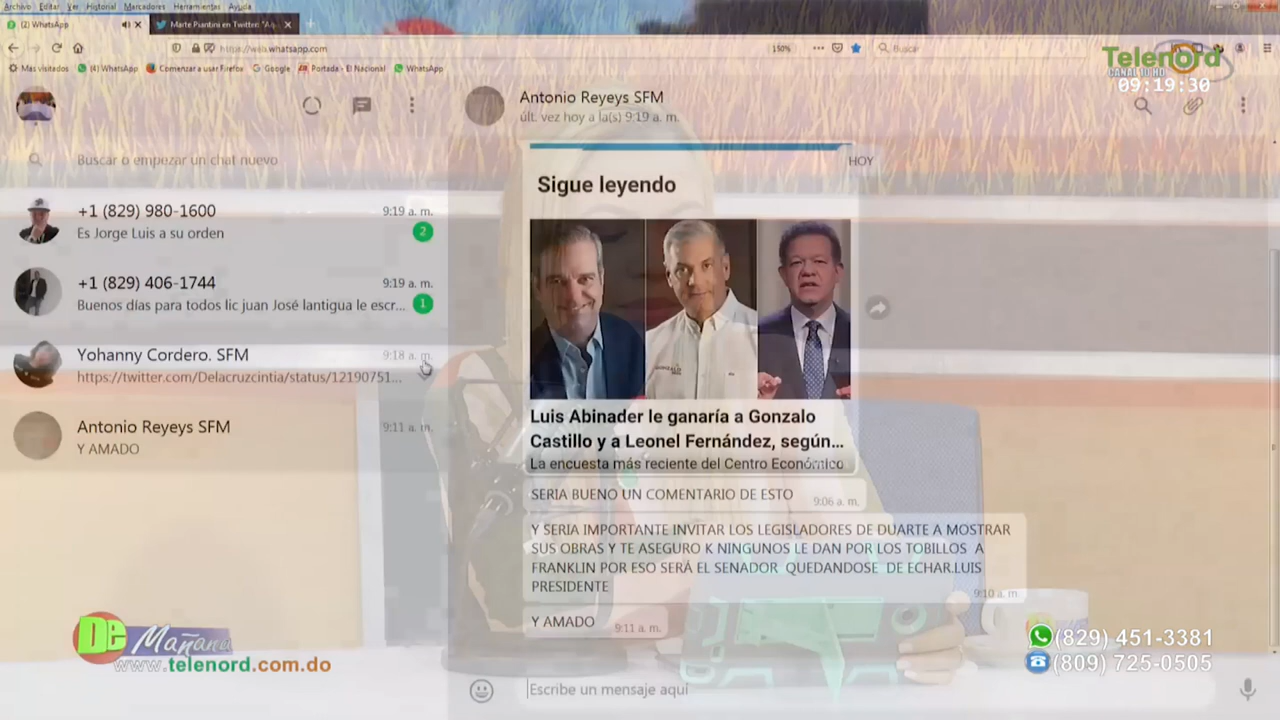 Archivo Editar Ver Historial Marcadores Herramientas Ayuda
(2) WhatsApp
Marte Piantini en Twitter: "Aq
https://web.whatsapp.com
150%
Buscar
Más visitados
(4) WhatsApp
Comenzar a usar Firefox
Google
Portada - El Nacional
WhatsApp
Telenord
CANAL 10 HD
09:19:30
Antonio Reyeys SFM
últ. vez hoy a la(s) 9:19 a. m.
Buscar o empezar un chat nuevo
+1 (829) 980-1600
9:19 a. m.
Es Jorge Luis a su orden
2
+1 (829) 406-1744
9:19 a. m.
Buenos días para todos lic juan José lantigua le escr...
1
Yohanny Cordero. SFM
9:18 a. m.
https://twitter.com/Delacruzcintia/status/12190751...
Antonio Reyeys SFM
9:11 a. m.
Y AMADO
HOY
Sigue leyendo
Luis Abinader le ganaría a Gonzalo
Castillo y a Leonel Fernández, según...
La encuesta más reciente del Centro Económico
SERIA BUENO UN COMENTARIO DE ESTO
9:06 a. m.
Y SERIA IMPORTANTE INVITAR LOS LEGISLADORES DE DUARTE A MOSTRAR
SUS OBRAS Y TE ASEGURO K NINGUNOS LE DAN POR LOS TOBILLOS A
FRANKLIN POR ESO SERÁ EL SENADOR QUEDANDOSE DE ECHAR.LUIS
PRESIDENTE
9:10 a. m.
Y AMADO
9:11 a. m.
Escribe un mensaje aquí
De Mañana
www.telenord.com.do
(829) 451-3381
(809) 725-0505